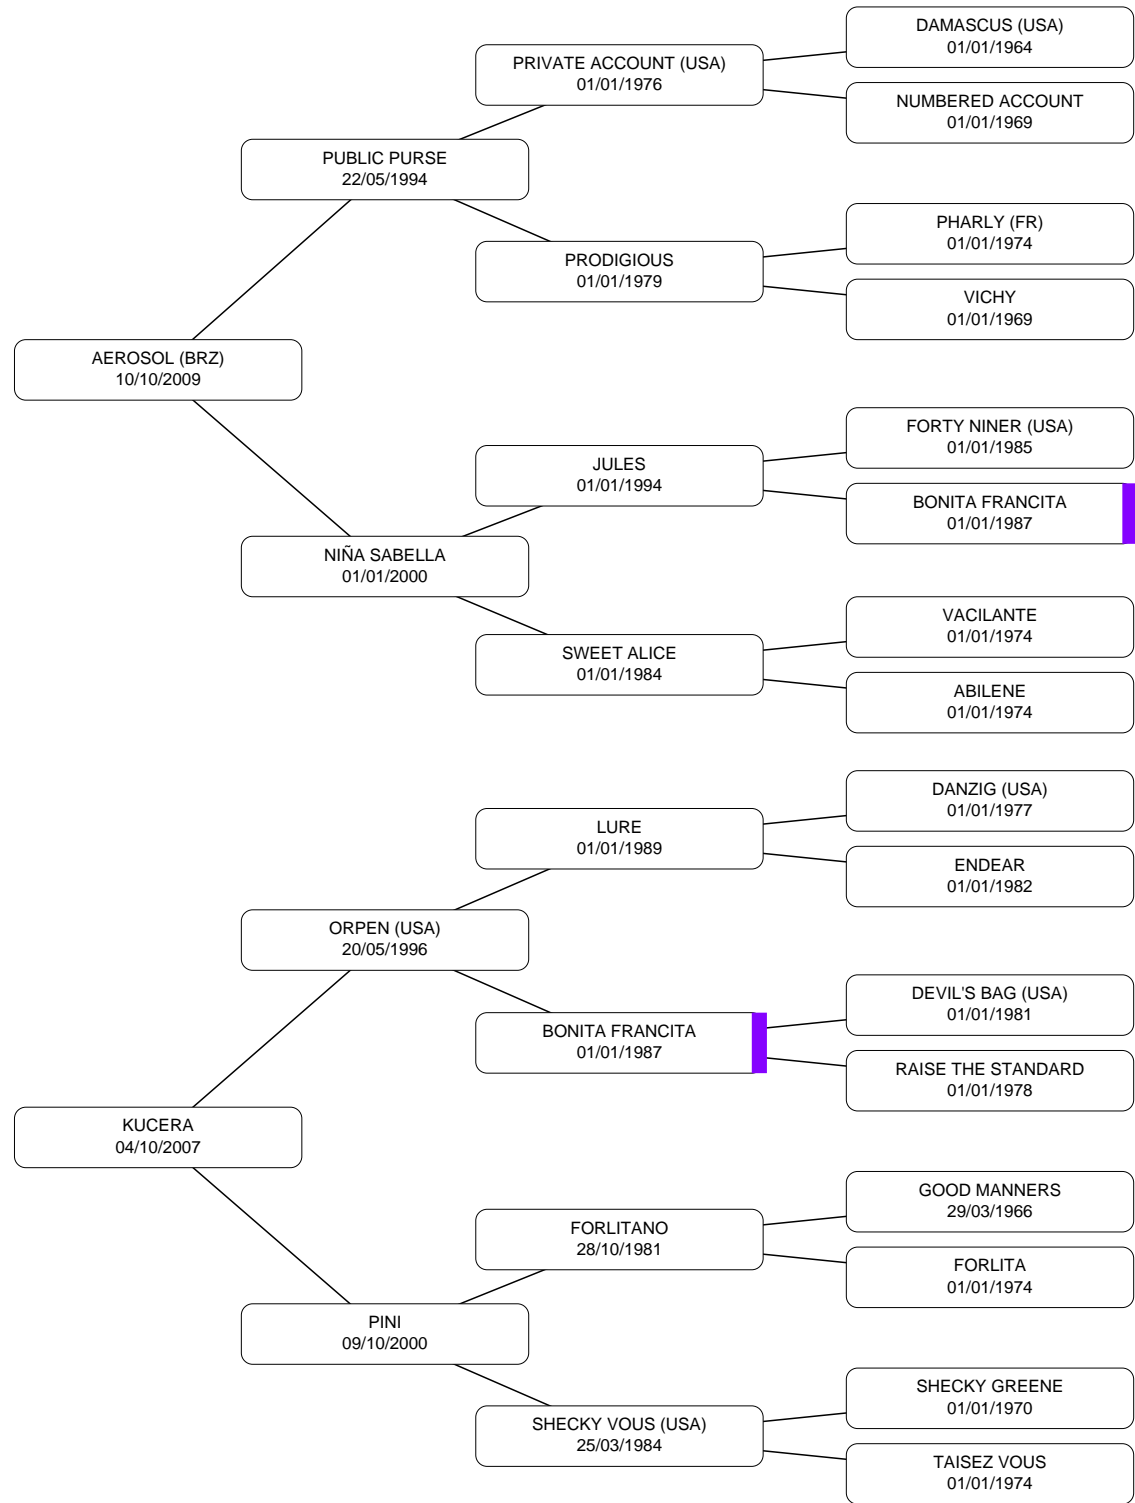 DAMASCUS (USA)
01/01/1964
PRIVATE ACCOUNT (USA)
01/01/1976
NUMBERED ACCOUNT
01/01/1969
PUBLIC PURSE
22/05/1994
PHARLY (FR)
01/01/1974
PRODIGIOUS
01/01/1979
VICHY
01/01/1969
AEROSOL (BRZ)
10/10/2009
FORTY NINER (USA)
01/01/1985
JULES
01/01/1994
BONITA FRANCITA
01/01/1987
NIÑA SABELLA
01/01/2000
VACILANTE
01/01/1974
SWEET ALICE
01/01/1984
ABILENE
01/01/1974
DANZIG (USA)
01/01/1977
LURE
01/01/1989
ENDEAR
01/01/1982
ORPEN (USA)
20/05/1996
DEVIL'S BAG (USA)
01/01/1981
BONITA FRANCITA
01/01/1987
RAISE THE STANDARD
01/01/1978
KUCERA
04/10/2007
GOOD MANNERS
29/03/1966
FORLITANO
28/10/1981
FORLITA
01/01/1974
PINI
09/10/2000
SHECKY GREENE
01/01/1970
SHECKY VOUS (USA)
25/03/1984
TAISEZ VOUS
01/01/1974